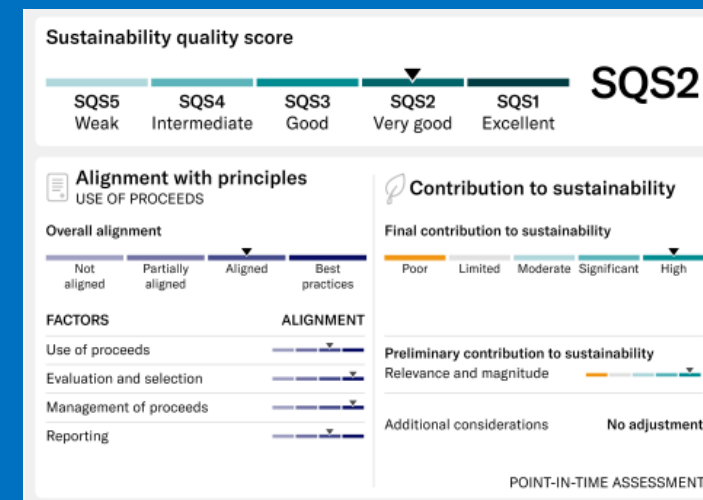 Sustainability quality score
SQS2
SQS5 SQS4 SQS3 SQS2 SQS1
Weak Intermediate Good Very good Excellent
Alignment with principles
USE OF PROCEEDS
Overall alignment
Not aligned
Partially aligned
Aligned
Best practices
FACTORS ALIGNMENT
Use of proceeds
Evaluation and selection
Management of proceeds
Reporting
Contribution to sustainability
Final contribution to sustainability
Poor Limited Moderate Significant High
Preliminary contribution to sustainability
Relevance and magnitude
Additional considerations No adjustment
POINT-IN-TIME ASSESSMENT